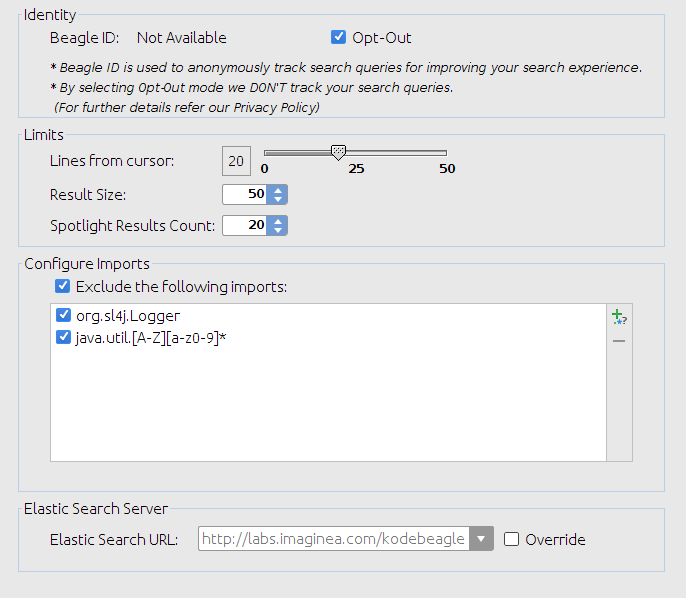 Identity
Beagle ID: Not Available Opt-Out
* Beagle ID is used to anonymously track search queries for improving your search experience.
* By selecting Opt-Out mode we DON'T track your search queries.
(For further details refer our Privacy Policy)
Limits
Lines from cursor: 20
0 25 50
Result Size: 50
Spotlight Results Count: 20
Configure Imports
Exclude the following imports:
org.sl4j.Logger
java.util.[A-Z][a-z0-9]*
Elastic Search Server
Elastic Search URL: http://labs.imaginea.com/kodebeagle Override